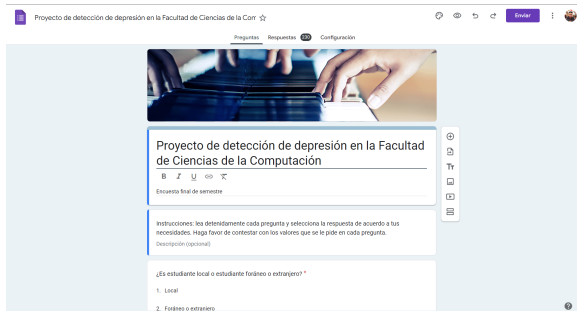 Proyecto de detección de depresión en la Facultad de Ciencias de la Com
Enviar
Preguntas Respuestas 230 Configuración
Proyecto de detección de depresión en la Facultad
de Ciencias de la Computación
B I U
Encuesta final de semestre
Tт
Instrucciones: lea detenidamente cada pregunta y selecciona la respuesta de acuerdo a tus
necesidades. Haga favor de contestar con los valores que se le pide en cada pregunta.
Descripción (opcional)
¿Es estudiante local o estudiante foráneo o extranjero? *
1. Local
2. Foráneo o extranjero